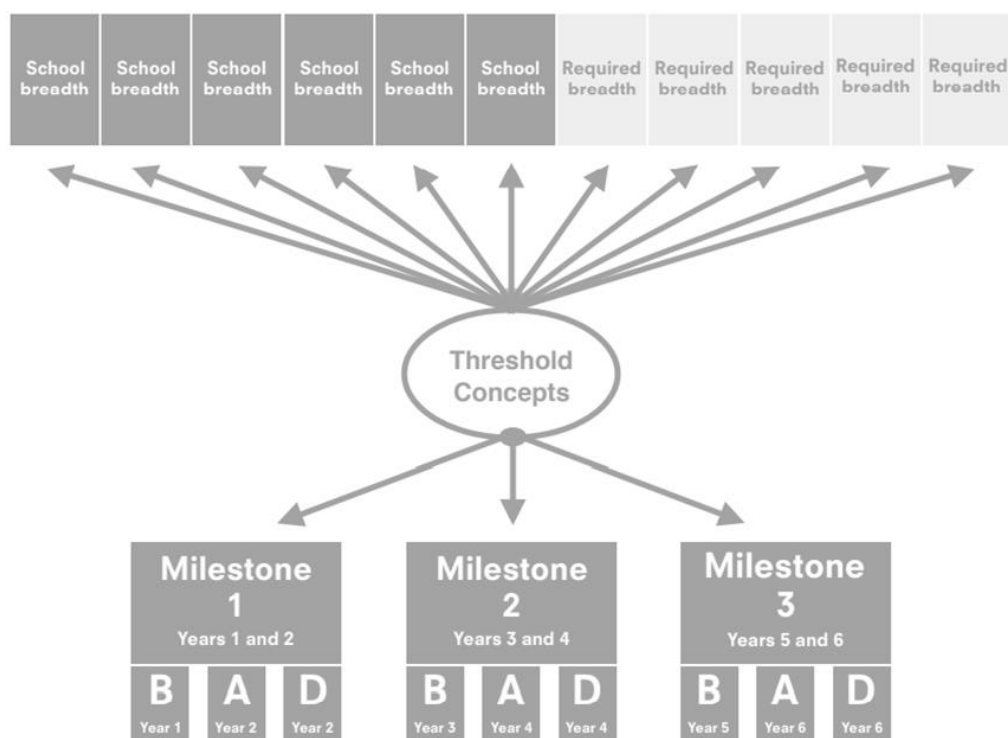 School
breadth
School
breadth
School
breadth
School
breadth
School
breadth
School
breadth
Required
breadth
Required
breadth
Required
breadth
Required
breadth
Required
breadth
Threshold
Concepts
Milestone
1
Years 1 and 2
Milestone
2
Years 3 and 4
Milestone
3
Years 5 and 6
B
Year 1
A
Year 2
D
Year 2
B
Year 3
A
Year 4
D
Year 4
B
Year 5
A
Year 6
D
Year 6